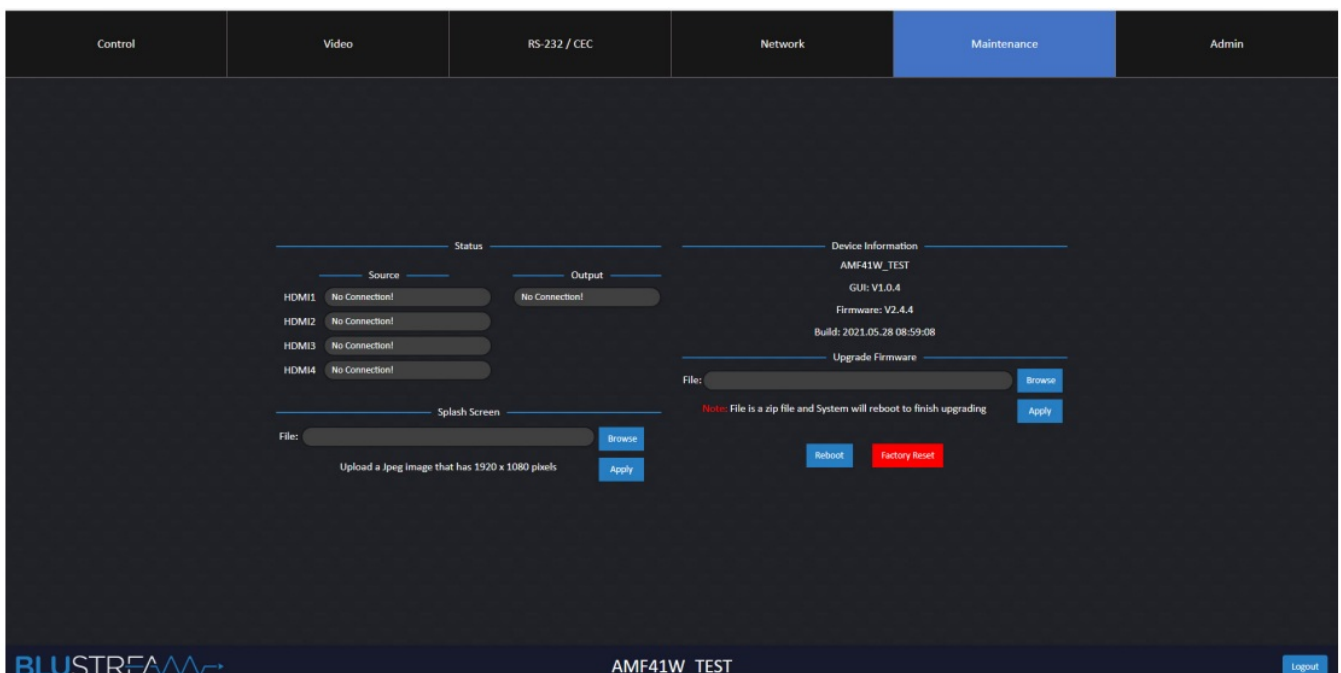 Control Video RS-232 / CEC Network Maintenance Admin
Status
Source Output
HDMI1 No Connection! No Connection!
HDMI2 No Connection!
HDMI3 No Connection!
HDMI4 No Connection!
Splash Screen
File: Browse
Upload a Jpeg image that has 1920 x 1080 pixels Apply
Device Information
AMF41W_TEST
GUI: V1.0.4
Firmware: V2.4.4
Build: 2021.05.28 08:59:08
Upgrade Firmware
File: Browse
Note: File is a zip file and System will reboot to finish upgrading Apply
Reboot Factory Reset
BLUSTREAM AMF41W_TEST Logout